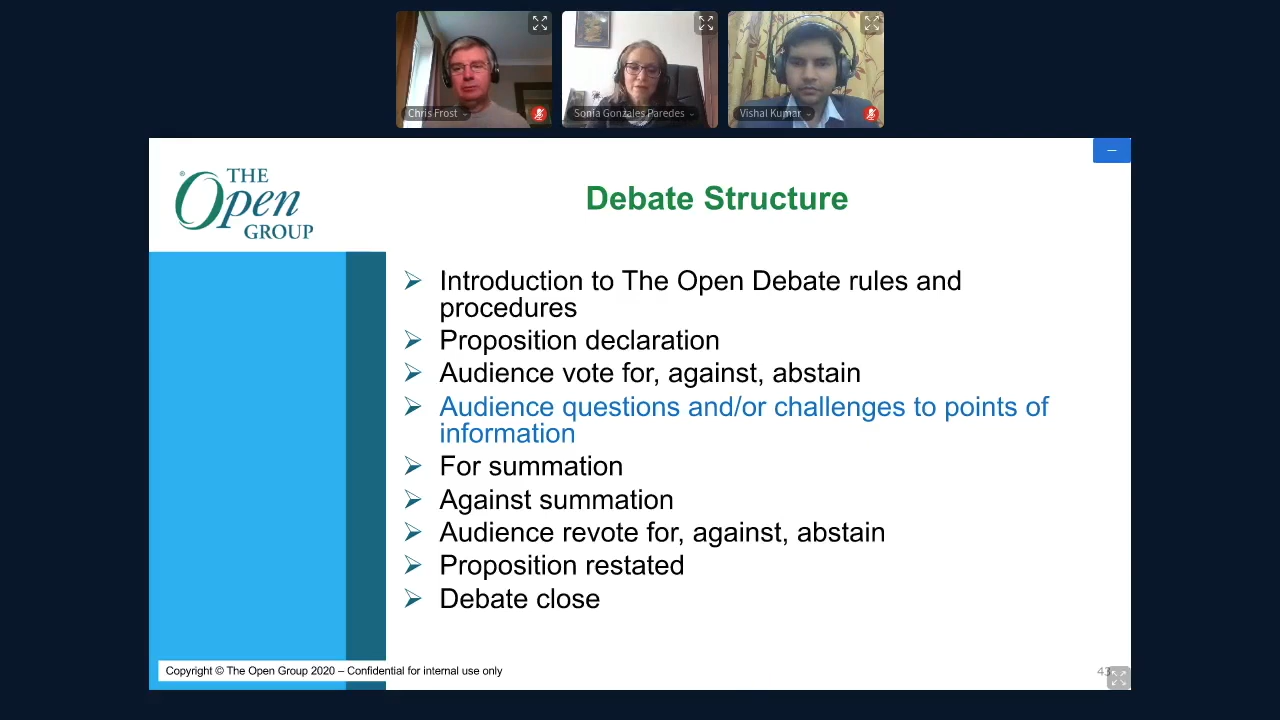 Chris Frost
Sonia Gonzales Paredes
Vishal Kumar
THE
Open
GROUP
®
Debate Structure
Introduction to The Open Debate rules and
procedures
Proposition declaration
Audience vote for, against, abstain
Audience questions and/or challenges to points of
information
For summation
Against summation
Audience revote for, against, abstain
Proposition restated
Debate close
Copyright © The Open Group 2020 – Confidential for internal use only
43